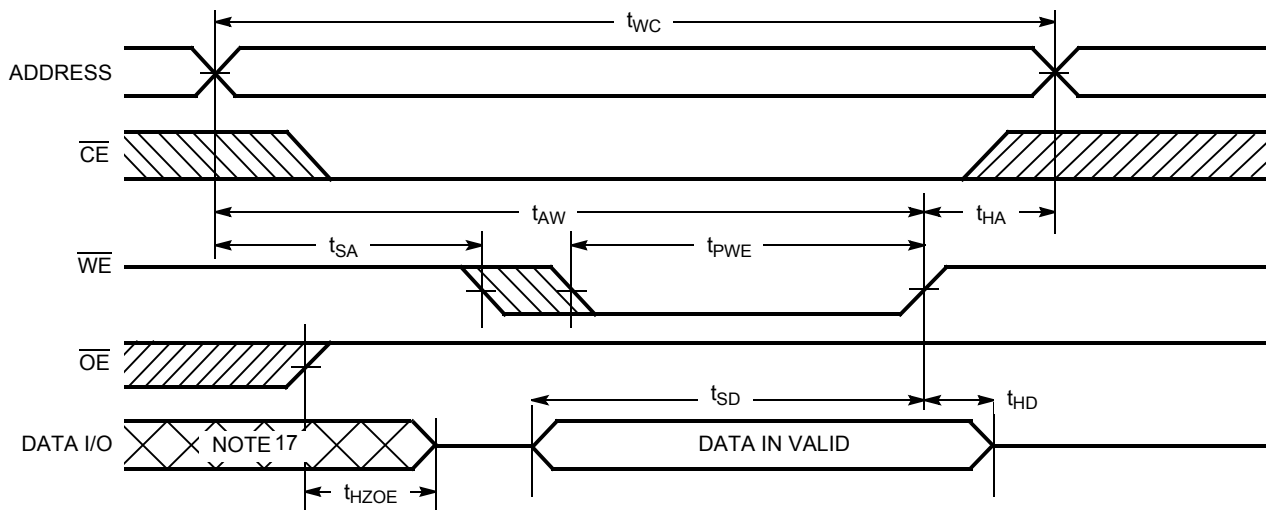 tWC
ADDRESS
CE
tAW
tHA
tSA
tPWE
WE
OE
tSD
tHD
DATA I/O
NOTE 17
DATA IN VALID
tHZOE